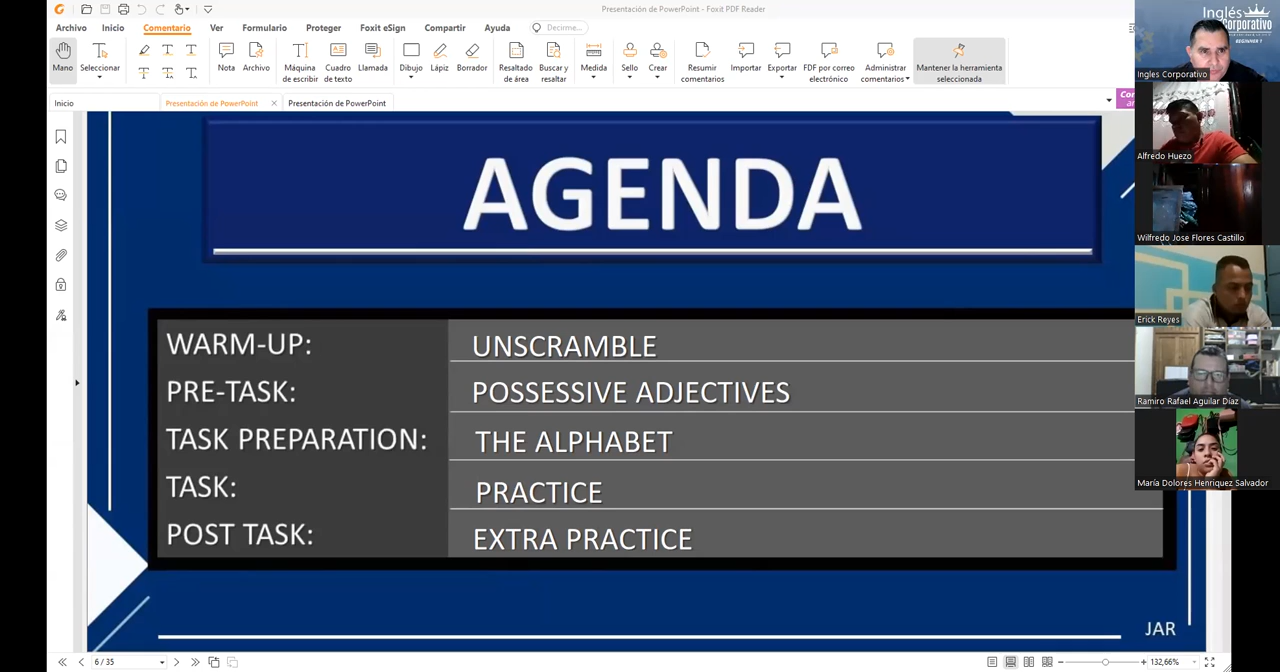 Presentación de PowerPoint - Foxit PDF Reader
Decirme...
Archivo Inicio Comentario Ver Formulario Proteger Foxit eSign Compartir Ayuda
Mano
Seleccionar
Nota
Archivo
Máquina de escribir
Cuadro de texto
Llamada
Dibujo
Lápiz
Borrador
Resaltado de área
Buscar y resaltar
Medida
Sello
Crear
Resumir comentarios
Importar
Exportar
FDF por correo electrónico
Administrar comentarios
Mantener la herramienta seleccionada
Inicio
Presentación de PowerPoint
Presentación de PowerPoint
AGENDA
WARM-UP: UNSCRAMBLE
PRE-TASK: POSSESSIVE ADJECTIVES
TASK PREPARATION: THE ALPHABET
TASK: PRACTICE
POST TASK: EXTRA PRACTICE
JAR
6 / 35
132,66%
Inglés
Corporativo
BEGINNER 1
Ingles Corporativo
Alfredo Huezo
Wilfredo Jose Flores Castillo
Erick Reyes
Ramiro Rafael Aguilar Díaz
María Dolores Henriquez Salvador